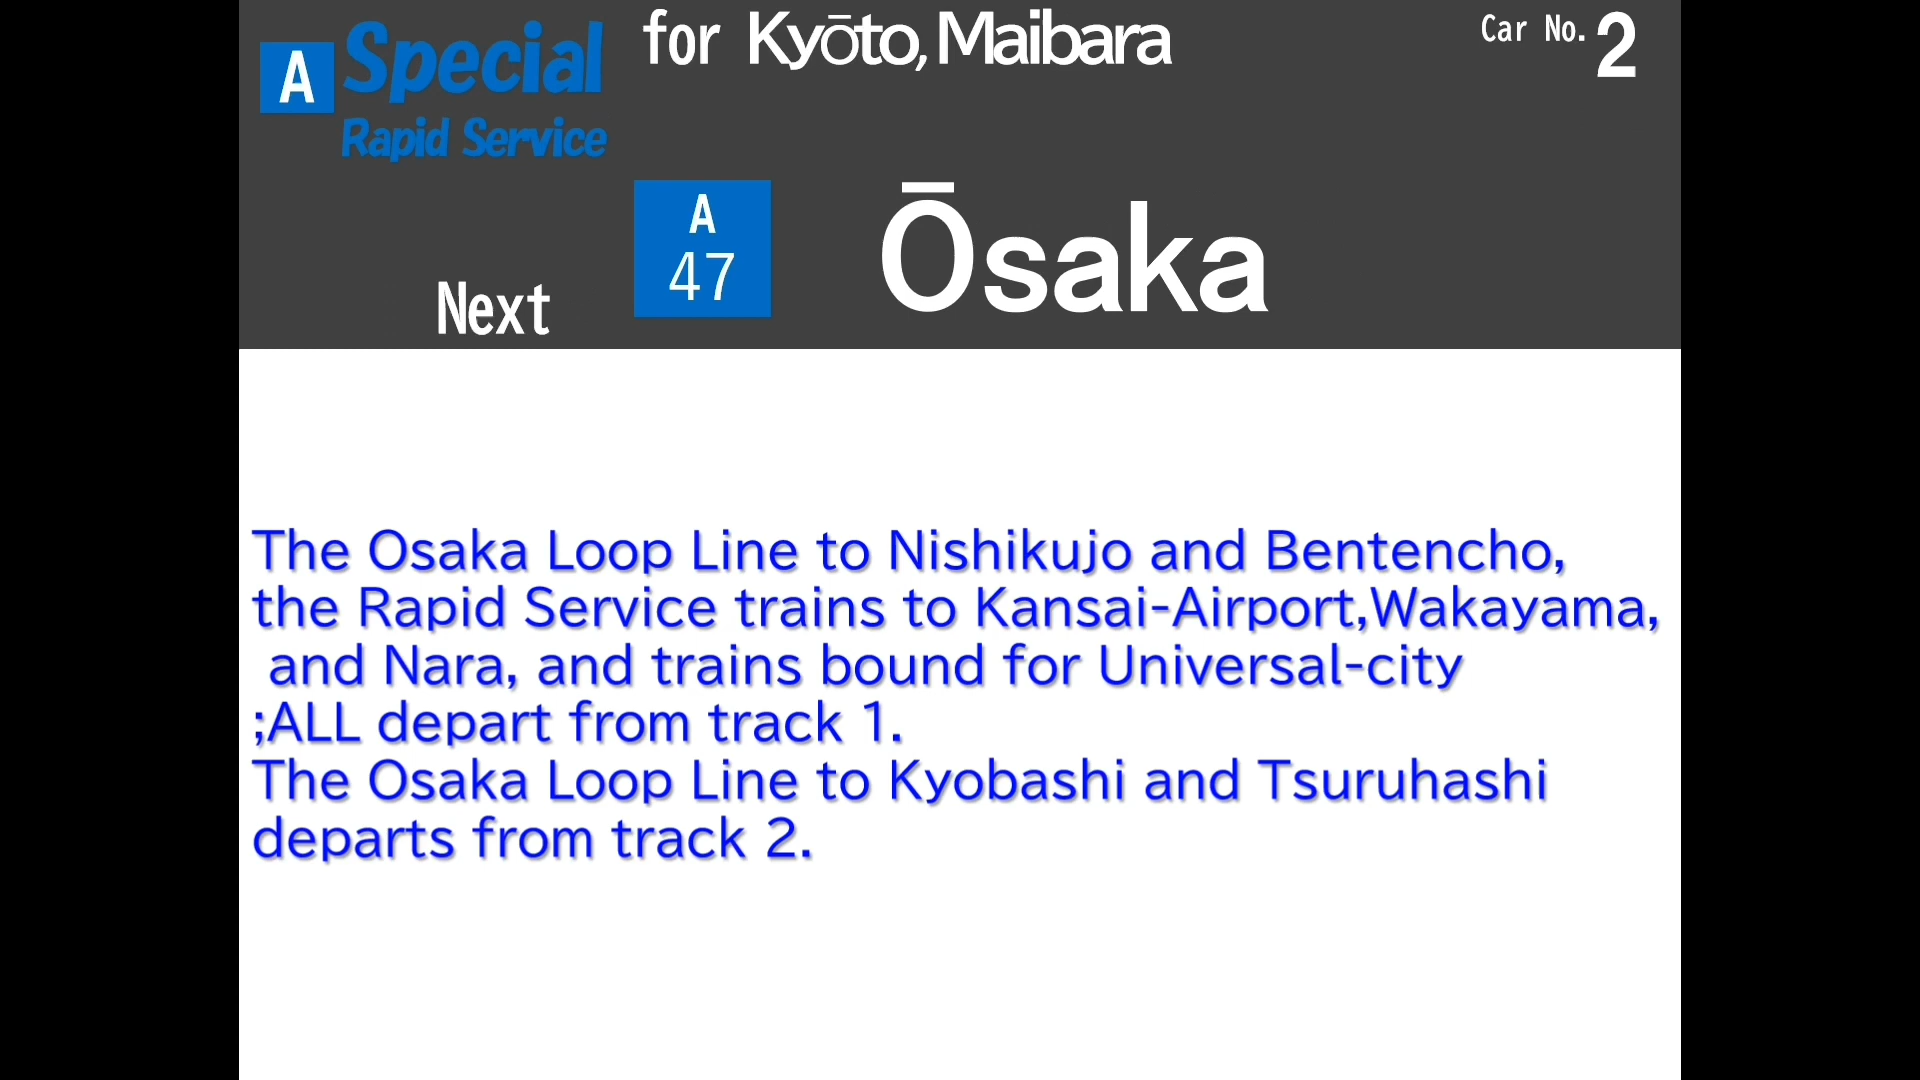 A Special
Rapid Service
for Kyōto, Maibara
Car No. 2
Next
A
47
Ōsaka
The Osaka Loop Line to Nishikujo and Bentencho,
the Rapid Service trains to Kansai-Airport,Wakayama,
and Nara, and trains bound for Universal-city
;ALL depart from track 1.
The Osaka Loop Line to Kyobashi and Tsuruhashi
departs from track 2.